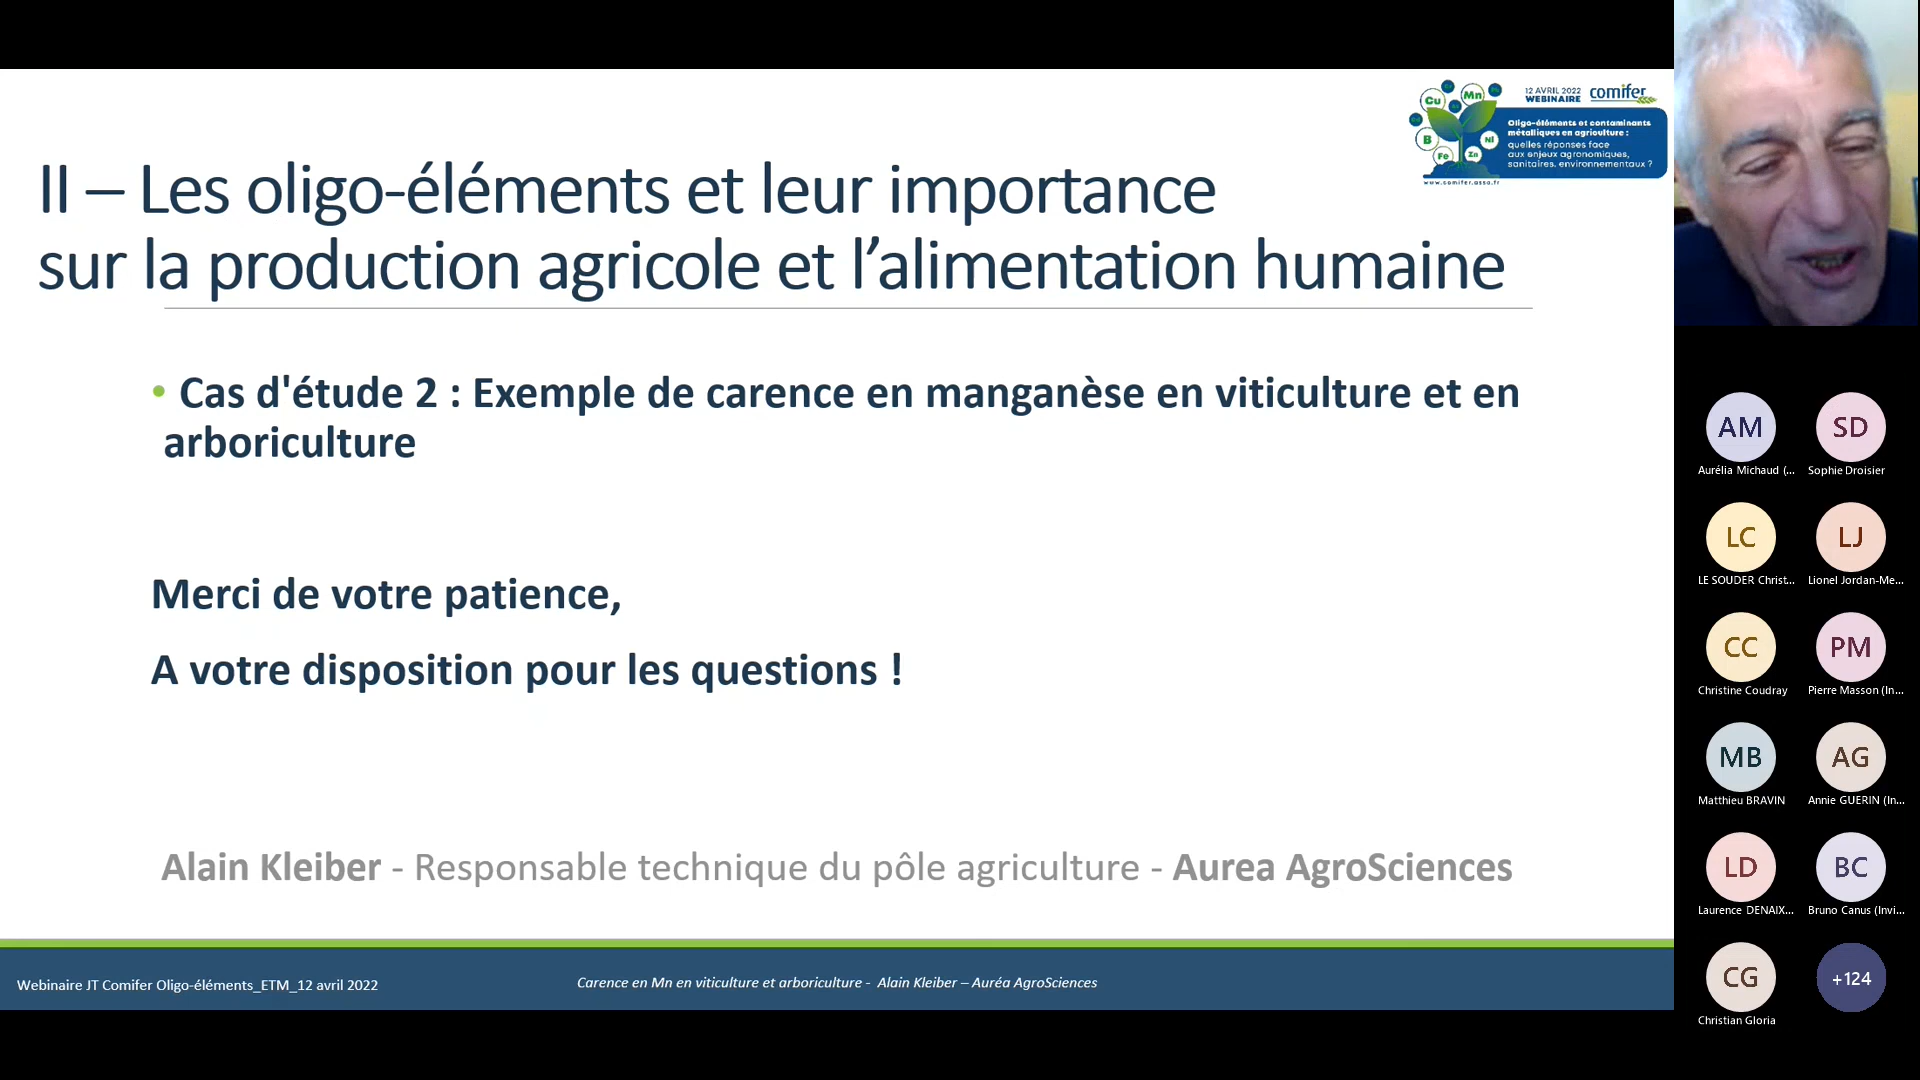 12 AVRIL 2022
WEBINAIRE
comifer
Cu
Mn
B
Ni
Fe
Zn
Oligo-éléments et contaminants
métalliques en agriculture :
quelles réponses face
aux enjeux agronomiques,
sanitaires, environnementaux ?
www.comifer.asso.fr
II – Les oligo-éléments et leur importance
sur la production agricole et l’alimentation humaine
• Cas d'étude 2 : Exemple de carence en manganèse en viticulture et en
arboriculture
Merci de votre patience,
A votre disposition pour les questions !
Alain Kleiber - Responsable technique du pôle agriculture - Aurea AgroSciences
Webinaire JT Comifer Oligo-éléments_ETM_12 avril 2022
Carence en Mn en viticulture et arboriculture - Alain Kleiber – Auréa AgroSciences
AM
SD
Aurélia Michaud (...
Sophie Droisier
LC
LJ
LE SOUDER Christ...
Lionel Jordan-Me...
CC
PM
Christine Coudray
Pierre Masson (In...
MB
AG
Matthieu BRAVIN
Annie GUERIN (In...
LD
BC
Laurence DENAIX...
Bruno Canus (Invi...
CG
+124
Christian Gloria